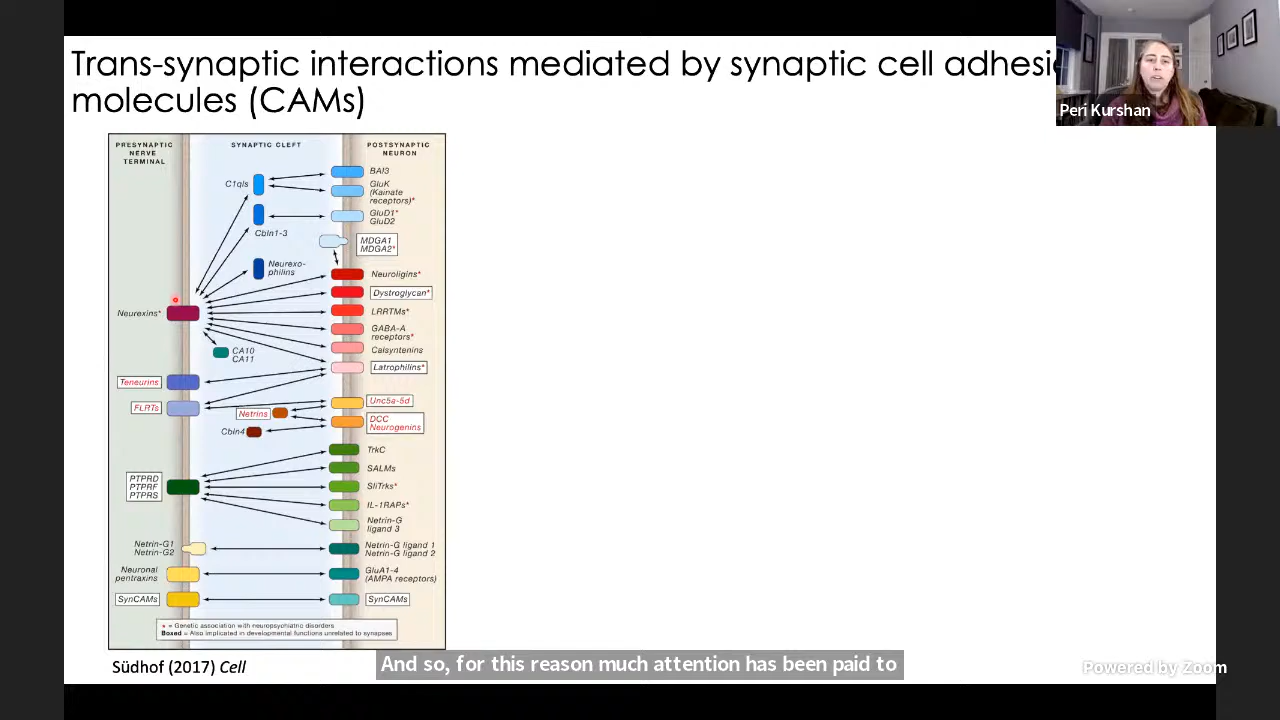 Trans-synaptic interactions mediated by synaptic cell adhesi
molecules (CAMs)
Peri Kurshan
PRESYNAPTIC
NERVE
TERMINAL
SYNAPTIC CLEFT
POSTSYNAPTIC
NEURON
C1qls
BAI3
GluK
(Kainate
receptors)*
Cbln1-3
GluD1*
GluD2
MDGA1
MDGA2*
Neurexo-
philins
Neuroligins*
Dystroglycan*
Neurexins*
LRRTMs*
GABA-A
receptors*
CA10
CA11
Calsyntenins
Latrophilins*
Teneurins
FLRTs
Unc5a-5d
Netrins
DCC
Neurogenins
Cbln4
TrkC
SALMs
PTPRD
PTPRF
PTPRS
SliTrks*
IL-1RAPs*
Netrin-G
ligand 3
Netrin-G1
Netrin-G2
Netrin-G ligand 1
Netrin-G ligand 2
Neuronal
pentraxins
GluA1-4
(AMPA receptors)
SynCAMs
SynCAMs
* = Genetic association with neuropsychiatric disorders
Boxed = Also implicated in developmental functions unrelated to synapses
Südhof (2017) Cell
And so, for this reason much attention has been paid to
Powered by Zoom